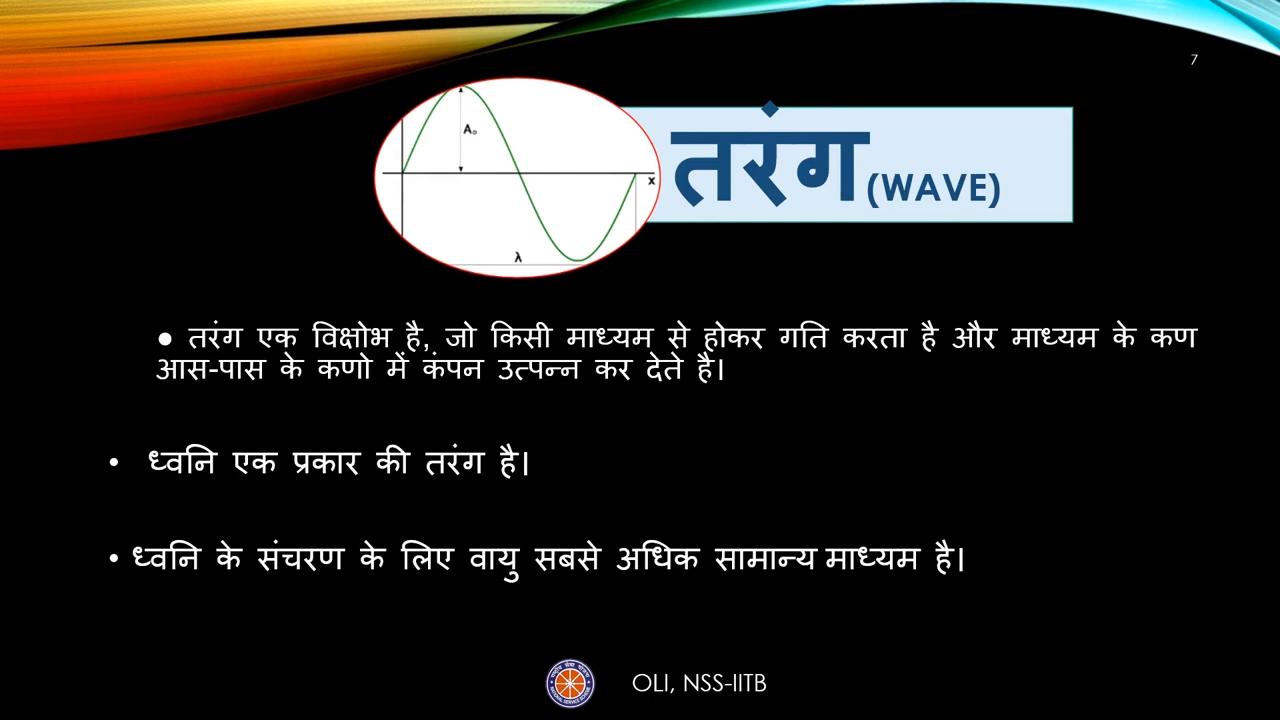 7
A₀
x
λ
तरंग(WAVE)
● तरंग एक विक्षोभ है, जो किसी माध्यम से होकर गति करता है और माध्यम के कण
आस-पास के कणो में कंपन उत्पन्न कर देते है।
• ध्वनि एक प्रकार की तरंग है।
• ध्वनि के संचरण के लिए वायु सबसे अधिक सामान्य माध्यम है।
OLI, NSS-IITB